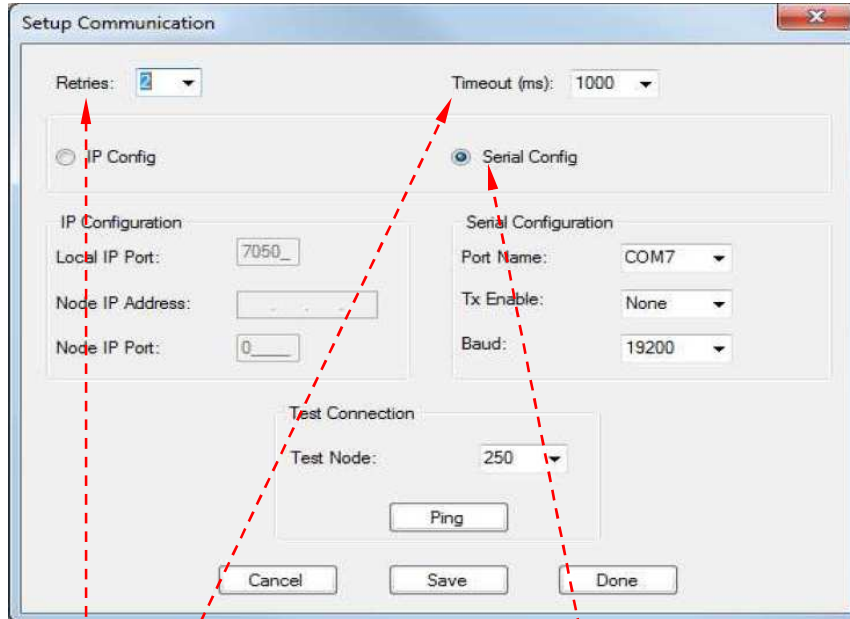 Setup Communication
Retries: 2 Timeout (ms): 1000
IP Config Serial Config
IP Configuration Serial Configuration
Local IP Port: 7050_ Port Name: COM7
Node IP Address: . . . Tx Enable: None
Node IP Port: 0____ Baud: 19200
Test Connection
Test Node: 250
Ping
Cancel Save Done